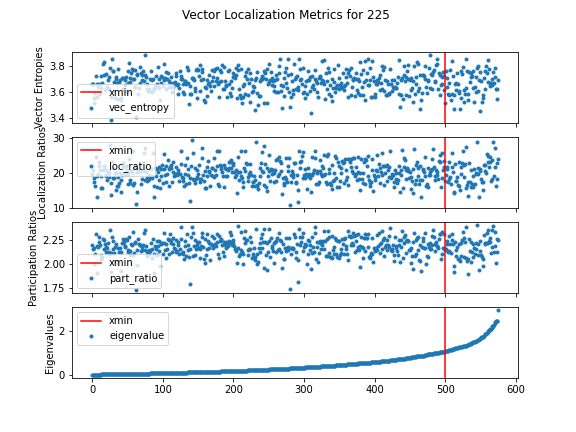 Vector Localization Metrics for 225
Vector Entropies
3.8
3.6
3.4
xmin
vec_entropy
Localization Ratios
30
20
10
xmin
loc_ratio
Participation Ratios
2.25
2.00
1.75
xmin
part_ratio
Eigenvalues
2
0
xmin
eigenvalue
0 100 200 300 400 500 600